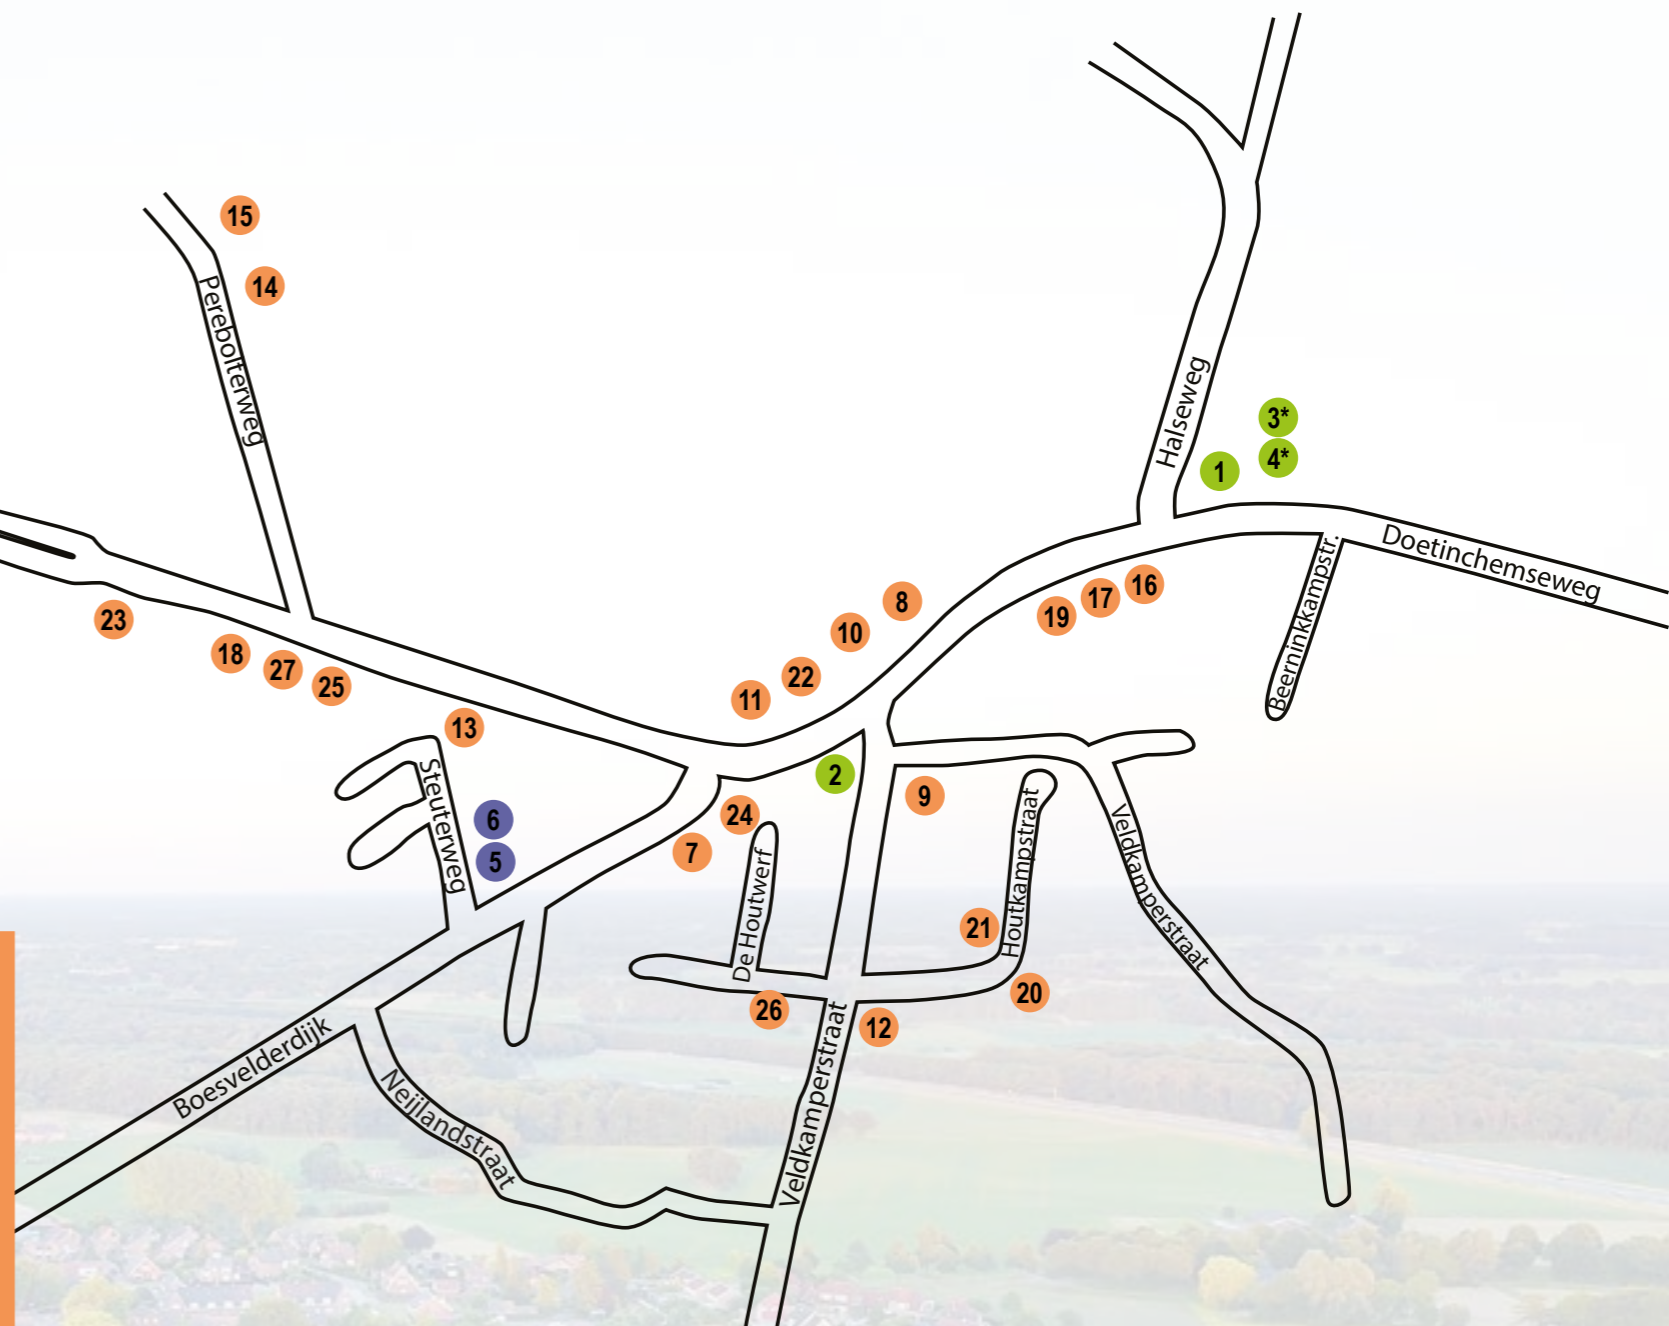 15
14
Perebolterweg
Halseweg
3*
4*
1
Doetinchemseweg
Beerninkkampstr.
16
17
19
8
10
22
11
23
18
27
25
13
Steuterweg
6
5
2
24
7
9
De Houtwerf
Houtkampstraat
Veldkamperstraat
21
20
26
12
Veldkamperstraat
Boesvelderdijk
Neijlandstraat